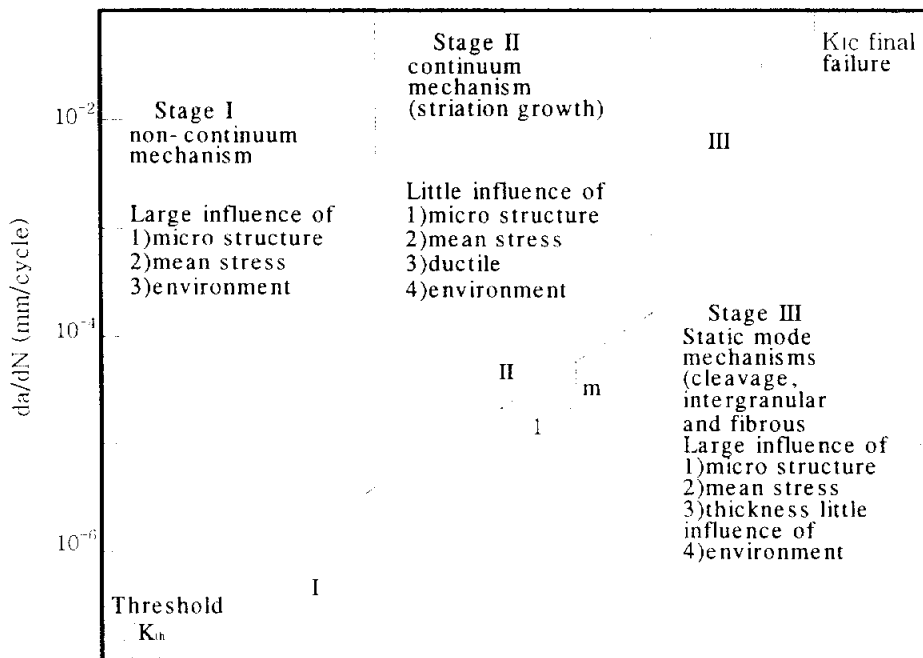 da/dN (mm/cycle)
10-2
10-4
10-6
Stage I
non-continuum
mechanism
Large influence of
1)micro structure
2)mean stress
3)environment
Threshold
Kth
I
Stage II
continuum
mechanism
(striation growth)
Little influence of
1)micro structure
2)mean stress
3)ductile
4)environment
II
m
1
KIC final
failure
III
Stage III
Static mode
mechanisms
(cleavage,
intergranular
and fibrous
Large influence of
1)micro structure
2)mean stress
3)thickness little
influence of
4)environment